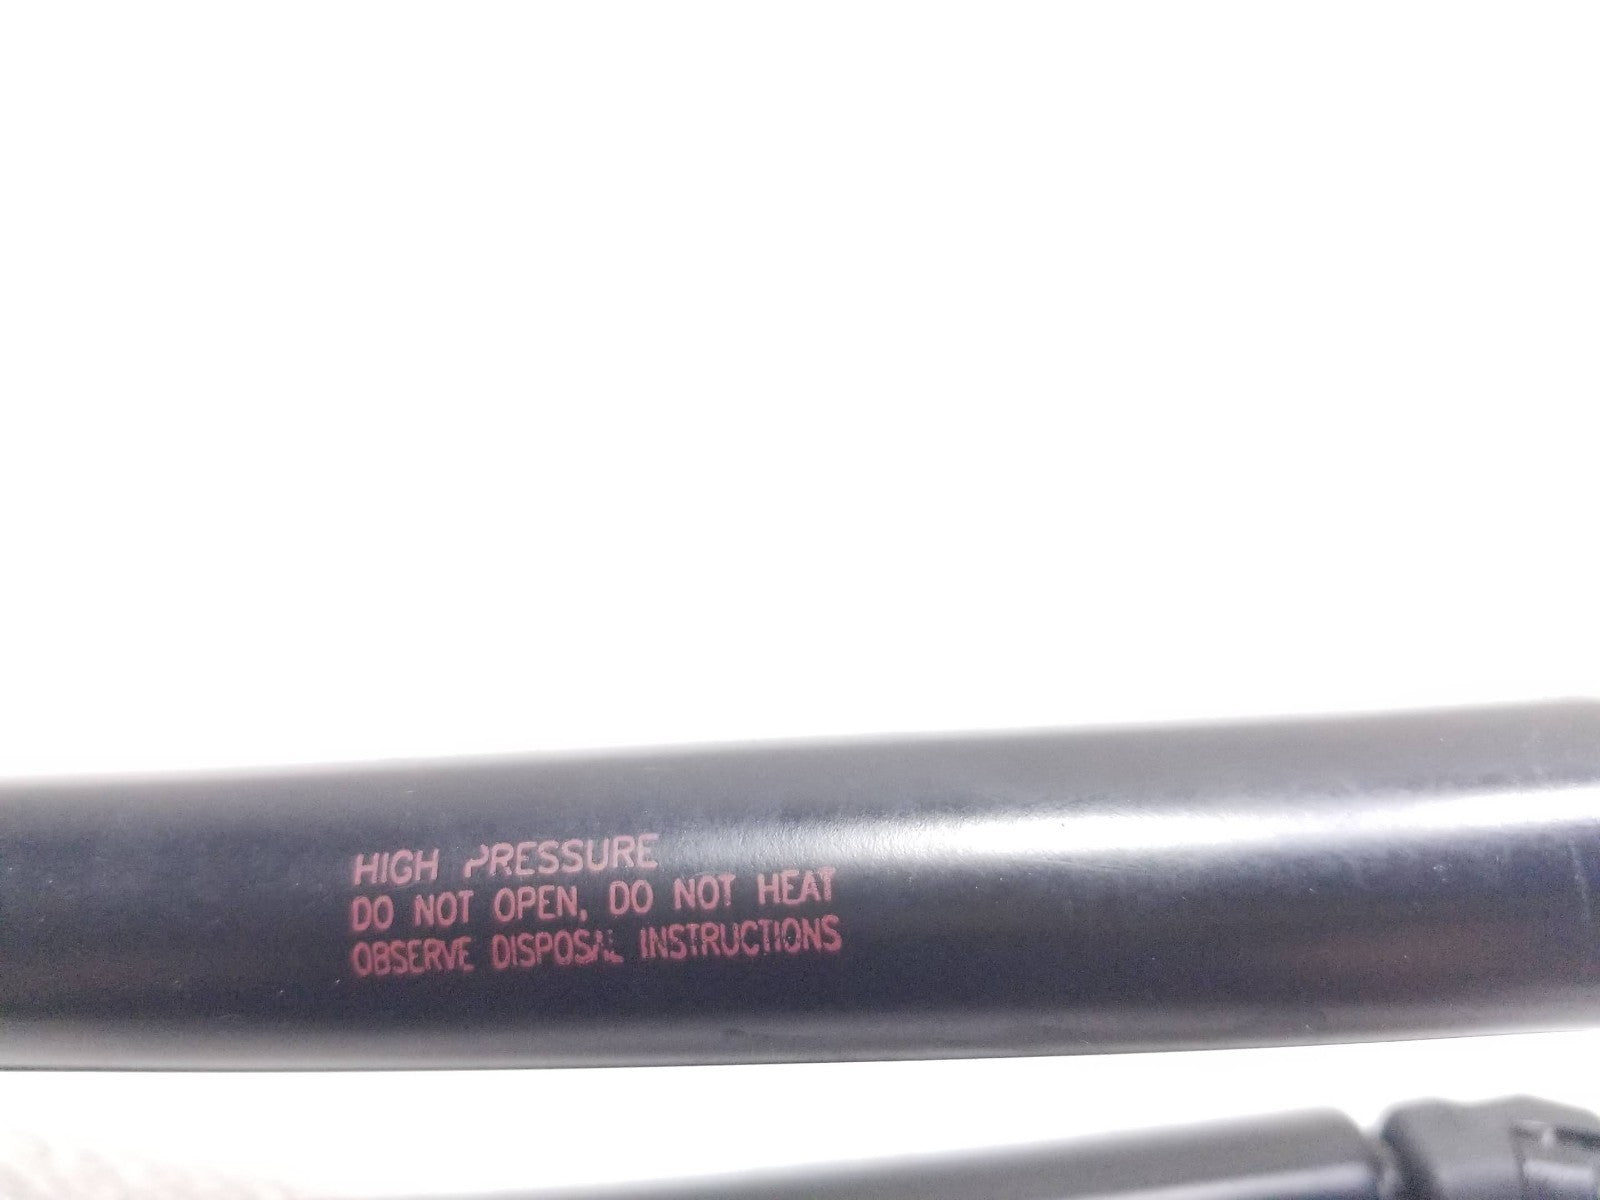 HIGH PRESSURE
DO NOT OPEN, DO NOT HEAT
OBSERVE DISPOSAL INSTRUCTIONS